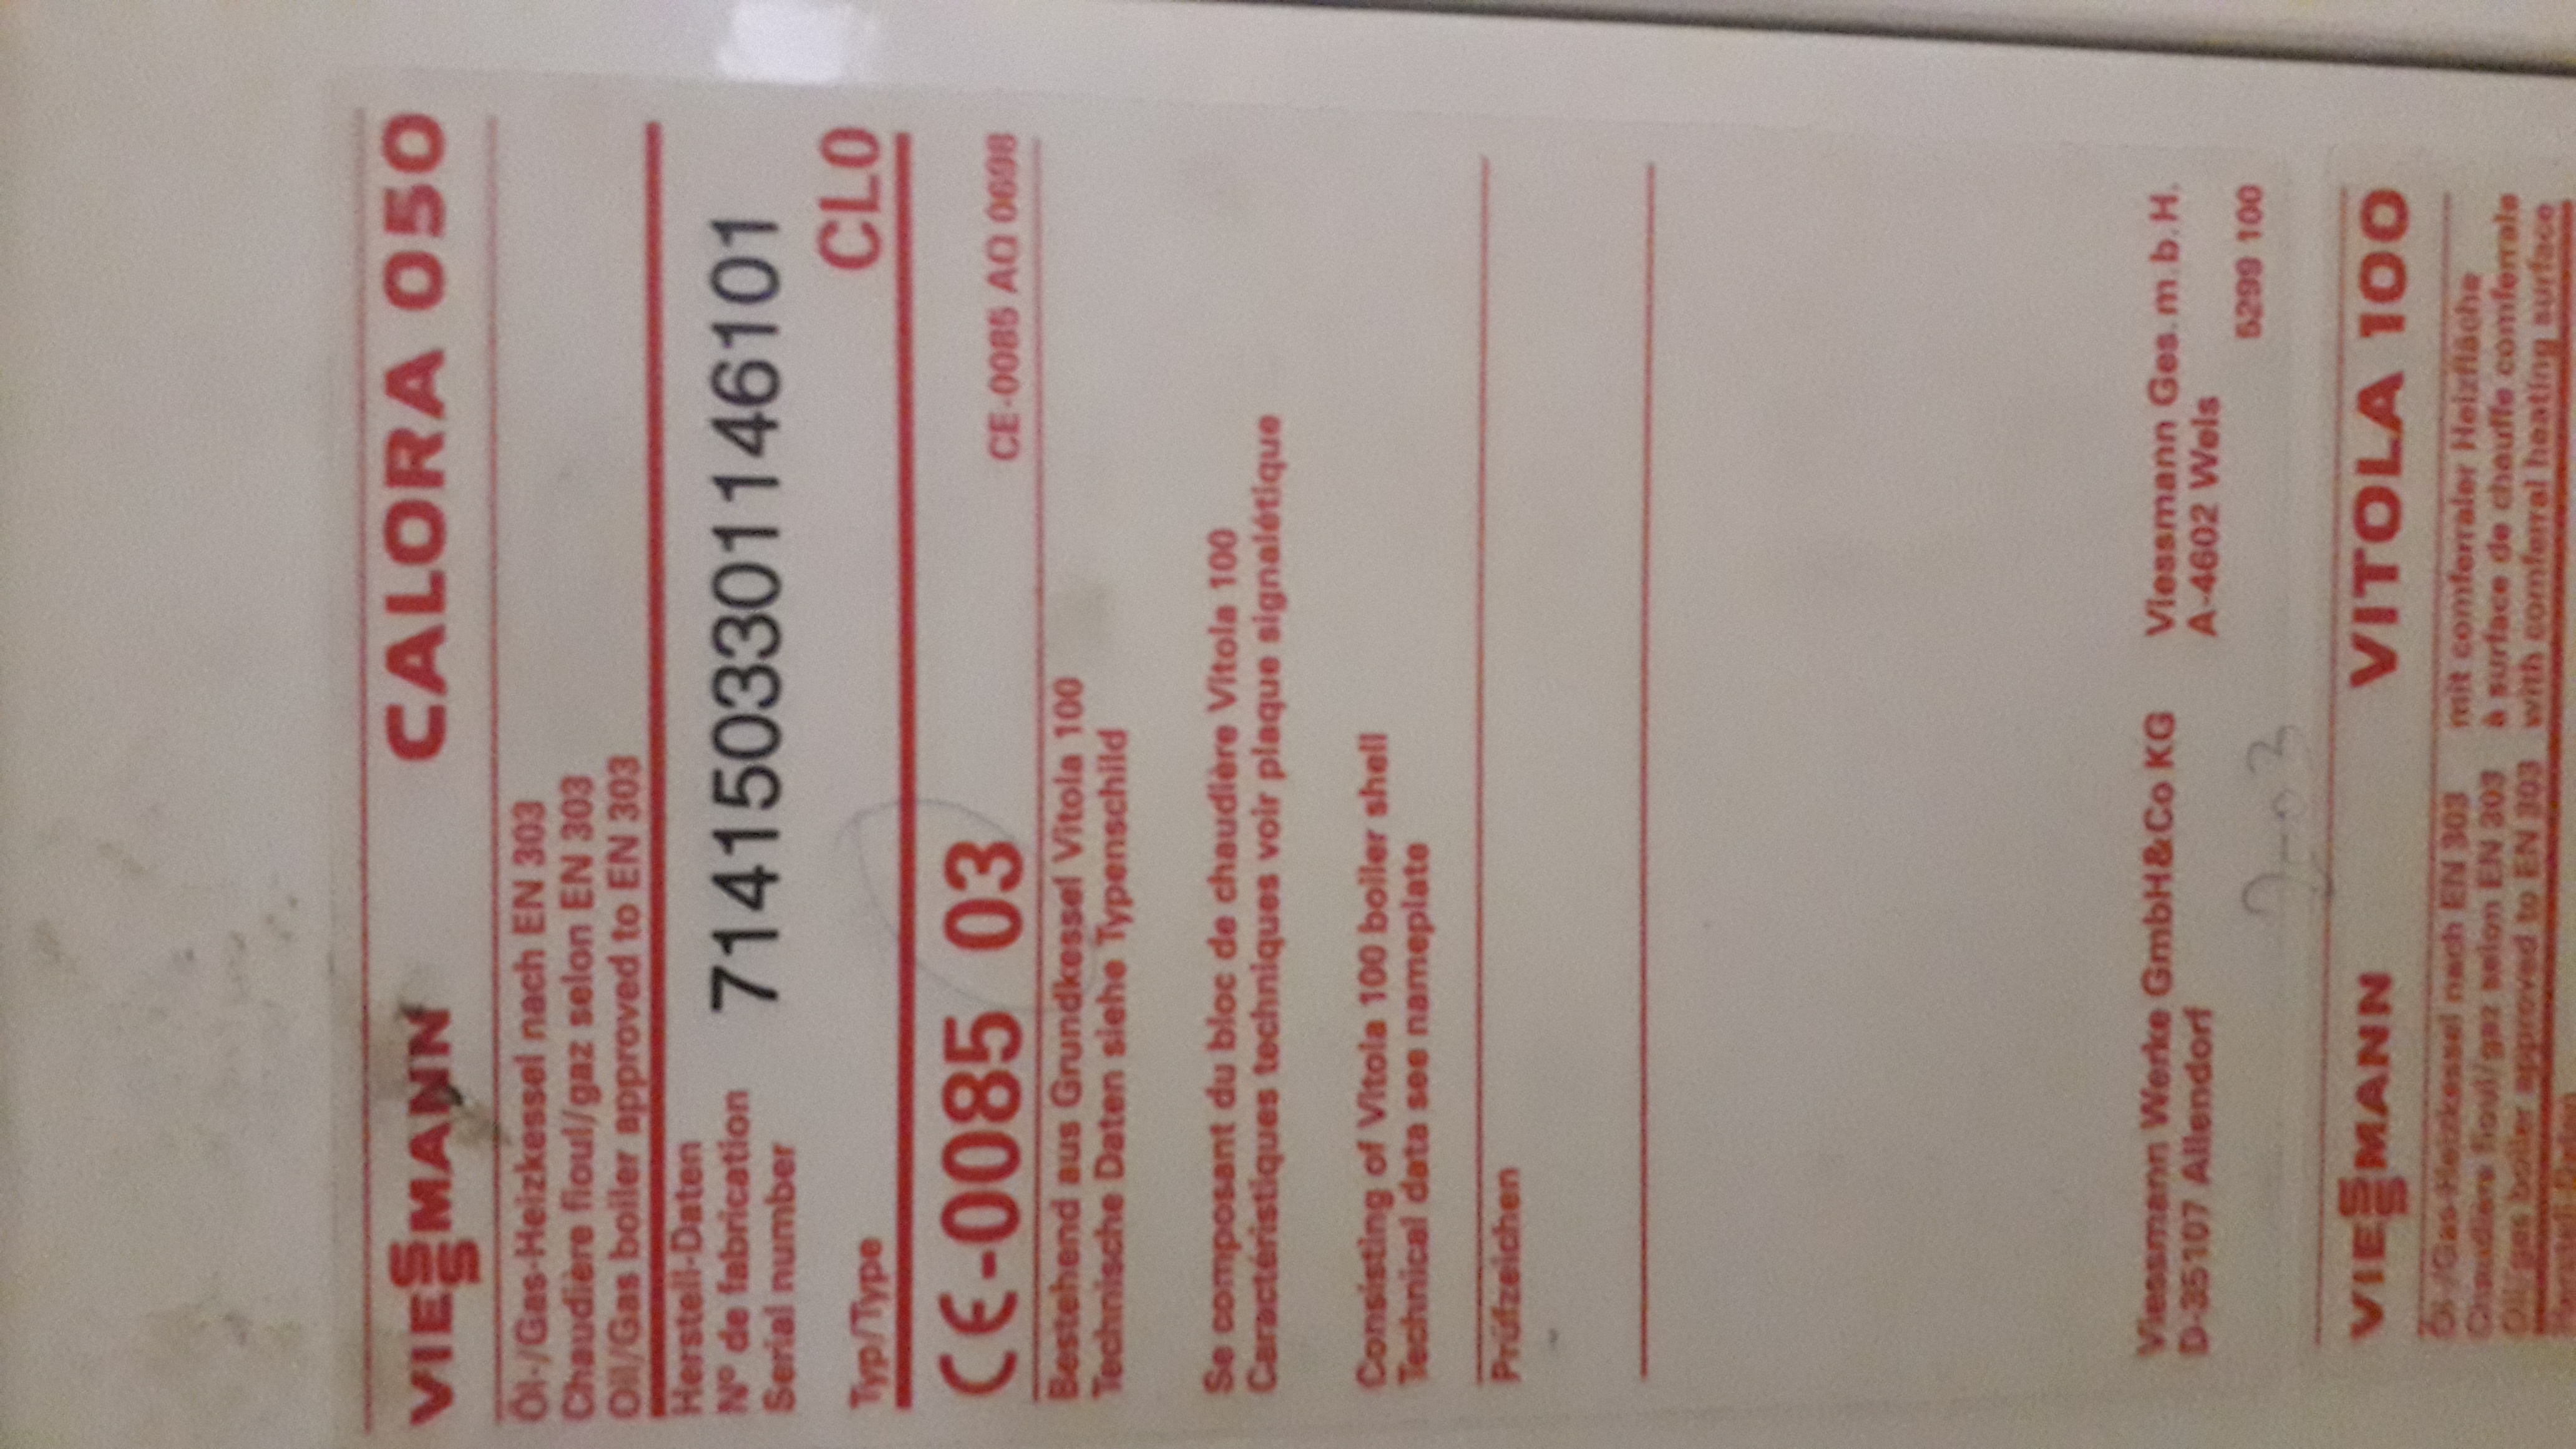 VIESSMANN CALORA 050
Öl-/Gas-Heizkessel nach EN 303
Chaudière fioul/gaz selon EN 303
Oil/Gas boiler approved to EN 303
Herstell-Daten
N° de fabrication 7141503301146101
Serial number
Typ/Type CL0
CE-0085 03 CE-0085 AQ 0698
Bestehend aus Grundkessel Vitola 100
Technische Daten siehe Typenschild
Se composant du bloc de chaudière Vitola 100
Caractéristiques techniques voir plaque signalétique
Consisting of Vitola 100 boiler shell
Technical data see nameplate
Prüfzeichen
Viessmann Werke GmbH&Co KG Viessmann Ges.m.b.H.
D-35107 Allendorf A-4602 Wels
5299 100
VIESSMANN VITOLA 100
Öl-/Gas-Heizkessel nach EN 303 mit comferraler Heizfläche
Chaudière fioul/gaz selon EN 303 à surface de chauffe comferrale
Oil/gas boiler approved to EN 303 with comferral heating surface